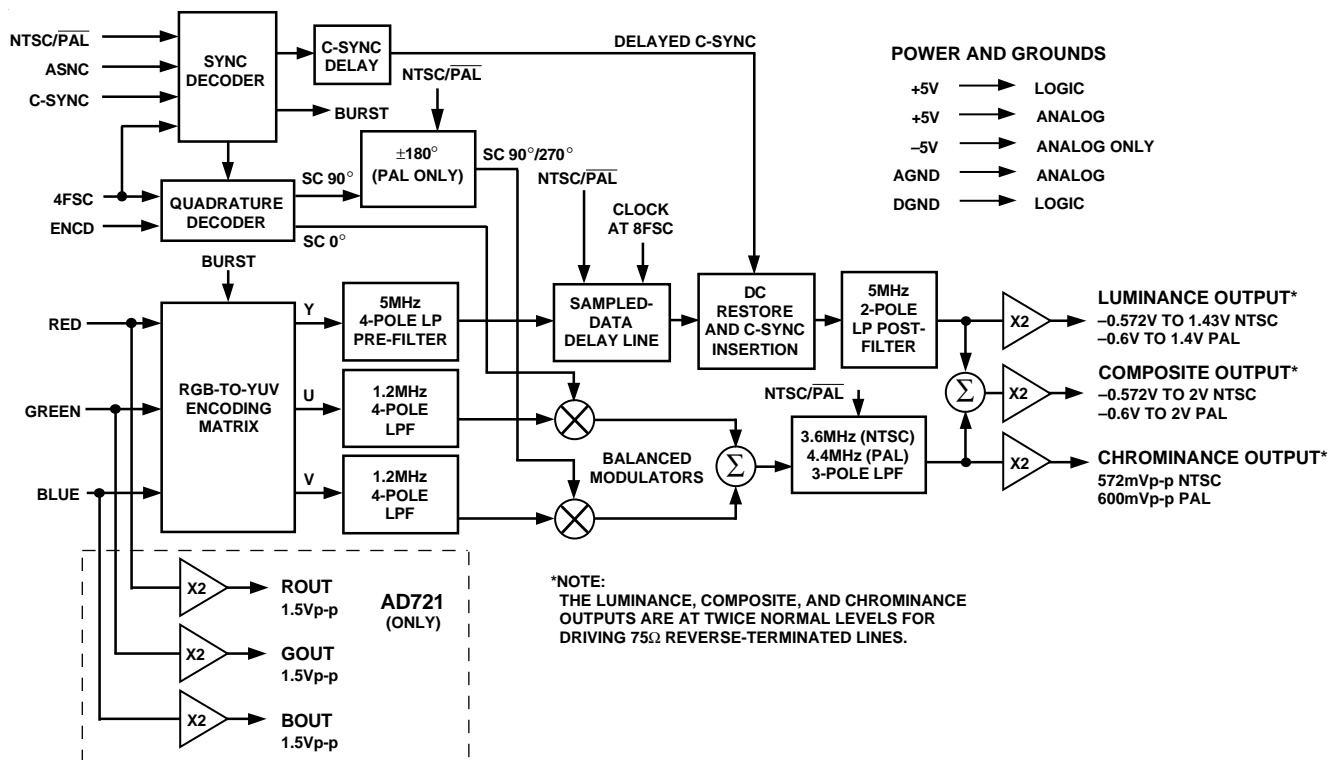 NTSC/PAL
ASNC
C-SYNC
4FSC
ENCD
SYNC
DECODER
C-SYNC
DELAY
DELAYED C-SYNC
NTSC/PAL
BURST
±180°
(PAL ONLY)
SC 90°
SC 90°/270°
QUADRATURE
DECODER
SC 0°
NTSC/PAL
CLOCK
AT 8FSC
POWER AND GROUNDS
+5V LOGIC
+5V ANALOG
–5V ANALOG ONLY
AGND ANALOG
DGND LOGIC
BURST
RED
GREEN
BLUE
RGB-TO-YUV
ENCODING
MATRIX
Y
U
V
5MHz
4-POLE LP
PRE-FILTER
1.2MHz
4-POLE
LPF
1.2MHz
4-POLE
LPF
SAMPLED-
DATA
DELAY LINE
DC
RESTORE
AND C-SYNC
INSERTION
5MHz
2-POLE
LP POST-
FILTER
BALANCED
MODULATORS
Σ
NTSC/PAL
3.6MHz (NTSC)
4.4MHz (PAL)
3-POLE LPF
Σ
X2
X2
X2
LUMINANCE OUTPUT*
–0.572V TO 1.43V NTSC
–0.6V TO 1.4V PAL
COMPOSITE OUTPUT*
–0.572V TO 2V NTSC
–0.6V TO 2V PAL
CHROMINANCE OUTPUT*
572mVp-p NTSC
600mVp-p PAL
X2
ROUT
1.5Vp-p
X2
GOUT
1.5Vp-p
X2
BOUT
1.5Vp-p
AD721
(ONLY)
*NOTE:
THE LUMINANCE, COMPOSITE, AND CHROMINANCE
OUTPUTS ARE AT TWICE NORMAL LEVELS FOR
DRIVING 75Ω REVERSE-TERMINATED LINES.